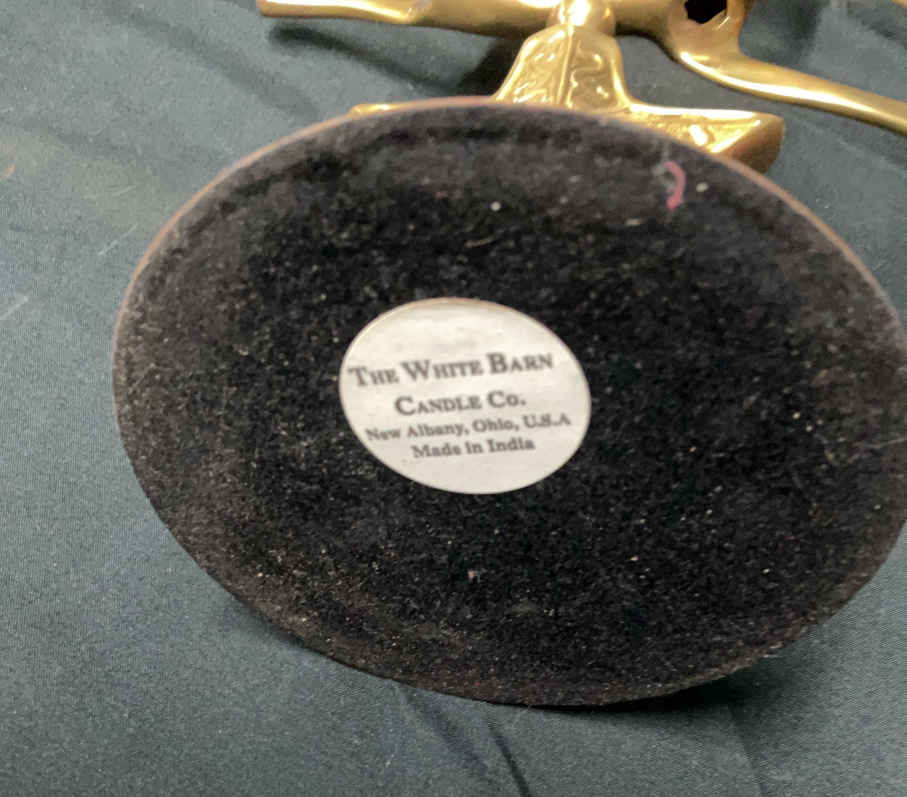 THE WHITE BARN
CANDLE CO.
New Albany, Ohio, U.S.A
Made in India